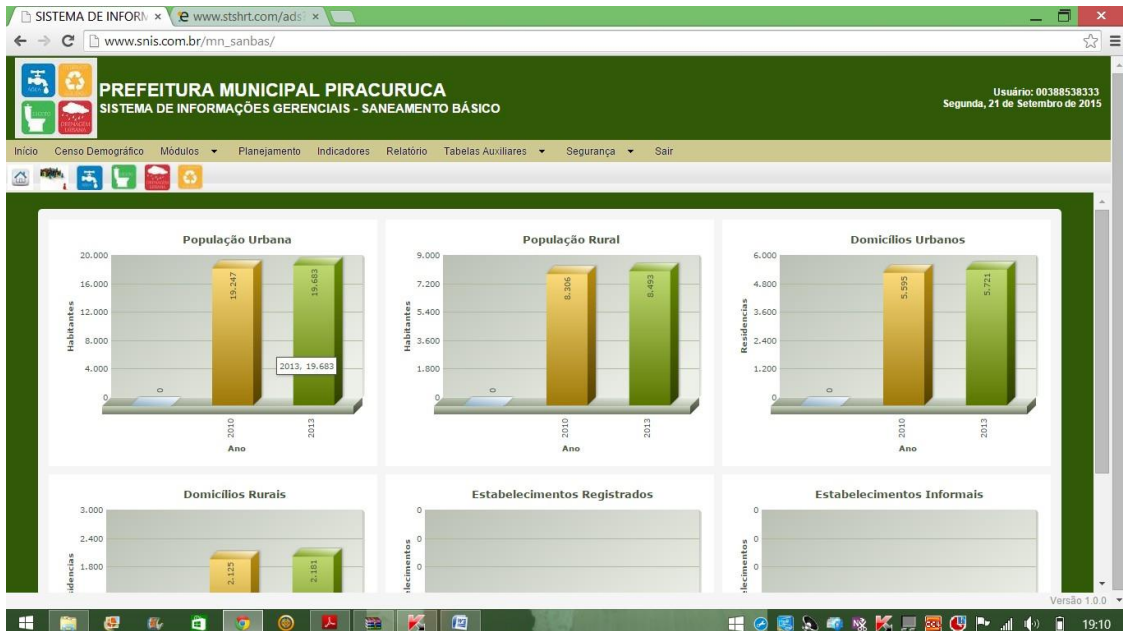 SISTEMA DE INFORM
www.stshrt.com/ads
www.snis.com.br/mn_sanbas/
PREFEITURA MUNICIPAL PIRACURUCA
SISTEMA DE INFORMAÇÕES GERENCIAIS - SANEAMENTO BÁSICO
Usuário: 00388538333
Segunda, 21 de Setembro de 2015
Início Censo Demográfico Módulos Planejamento Indicadores Relatório Tabelas Auxiliares Segurança Sair
População Urbana
20.000
16.000
12.000
8.000
4.000
0
Habitantes
0
19.247
19.683
2013, 19.683
2010
2013
Ano
População Rural
9.000
7.200
5.400
3.600
1.800
0
Habitantes
0
8.306
8.493
2010
2013
Ano
Domicílios Urbanos
6.000
4.800
3.600
2.400
1.200
0
Residencias
0
5.595
5.721
2010
2013
Ano
Domicílios Rurais
3.000
2.400
1.800
idencias
2.125
2.181
Estabelecimentos Registrados
0
0
0
elecimentos
Estabelecimentos Informais
0
0
0
elecimentos
Versão 1.0.0
19:10